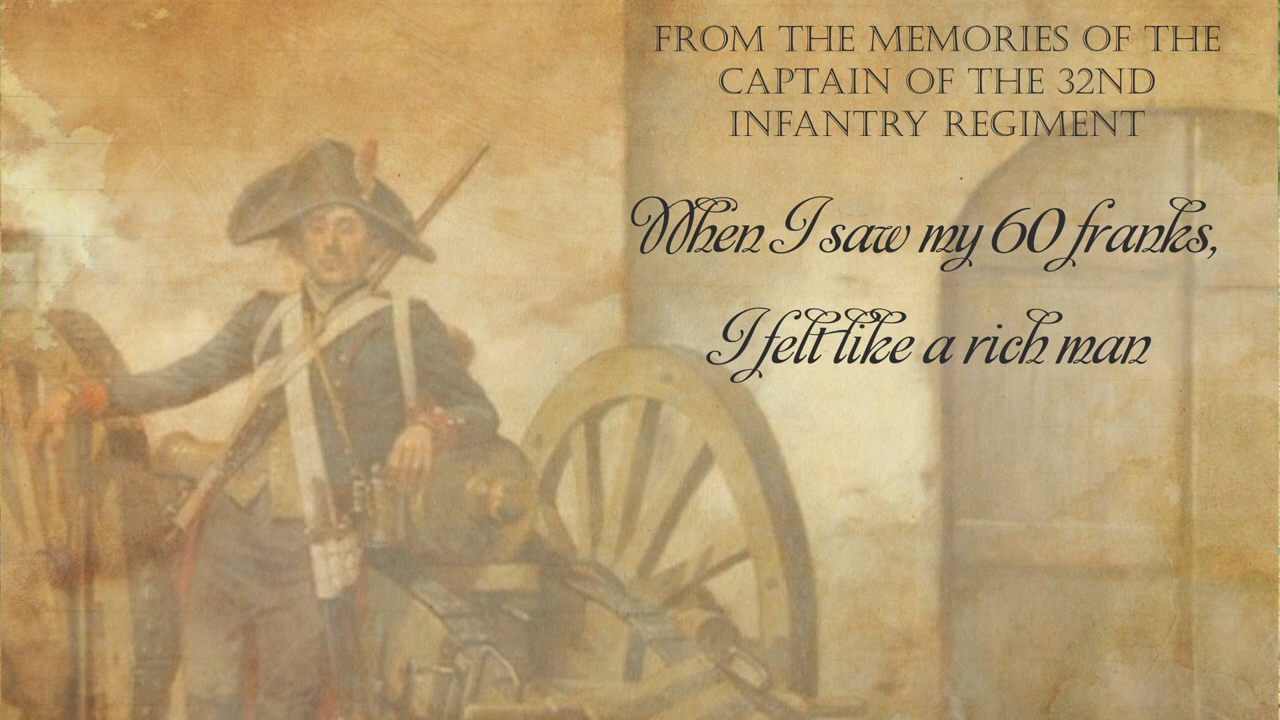 FROM THE MEMORIES OF THE
CAPTAIN OF THE 32ND
INFANTRY REGIMENT
When I saw my 60 franks,
I felt like a rich man